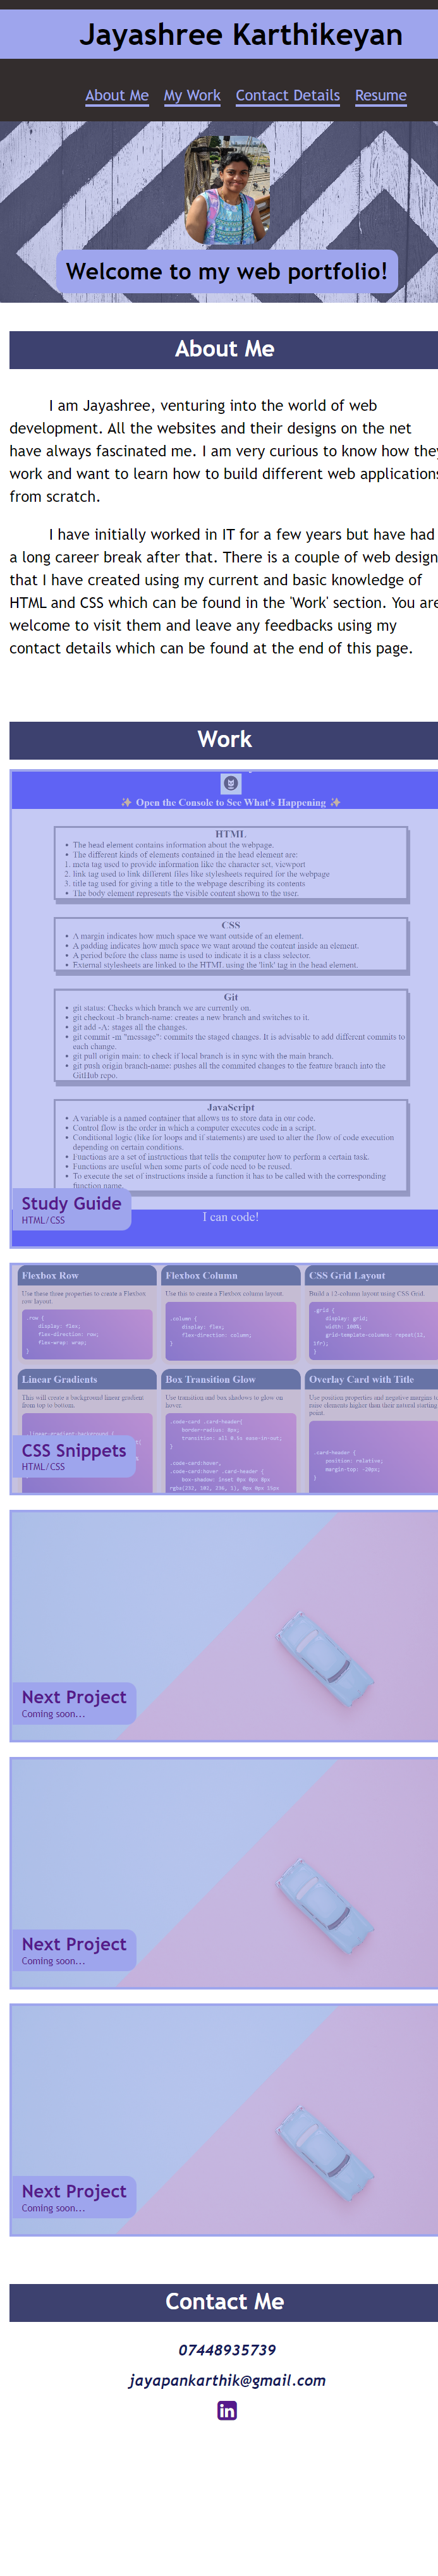 Jayashree Karthikeyan
About Me My Work Contact Details Resume
Welcome to my web portfolio!
About Me
I am Jayashree, venturing into the world of web
development. All the websites and their designs on the net
have always fascinated me. I am very curious to know how they
work and want to learn how to build different web applications
from scratch.
I have initially worked in IT for a few years but have had
a long career break after that. There is a couple of web design
that I have created using my current and basic knowledge of
HTML and CSS which can be found in the 'Work' section. You are
welcome to visit them and leave any feedbacks using my
contact details which can be found at the end of this page.
Work
✨ Open the Console to See What's Happening ✨
HTML
• The head element contains information about the webpage.
• The different kinds of elements contained in the head element are:
1. meta tag used to provide information like the character set, viewport
2. link tag used to link different files like stylesheets required for the webpage
3. title tag used for giving a title to the webpage describing its contents
• The body element represents the visible content shown to the user.
CSS
• A margin indicates how much space we want outside of an element.
• A padding indicates how much space we want around the content inside an element.
• A period before the class name is used to indicate it is a class selector.
• External stylesheets are linked to the HTML using the 'link' tag in the head element.
Git
• git status: Checks which branch we are currently on.
• git checkout -b branch-name: creates a new branch and switches to it.
• git add -A: stages all the changes.
• git commit -m "message": commits the staged changes. It is advisable to add different commits to
each change.
• git pull origin main: to check if local branch is in sync with the main branch.
• git push origin branch-name: pushes all the commited changes to the feature branch into the
GitHub repo.
JavaScript
• A variable is a named container that allows us to store data in our code.
• Control flow is the order in which a computer executes code in a script.
• Conditional logic (like for loops and if statements) are used to alter the flow of code execution
depending on certain conditions.
• Functions are a set of instructions that tells the computer how to perform a certain task.
• Functions are useful when some parts of code need to be reused.
• To execute the set of instructions inside a function it has to be called with the corresponding
function name.
Study Guide
HTML/CSS
I can code!
Flexbox Row
Use these three properties to create a Flexbox
row layout.
.row {
display: flex;
flex-direction: row;
flex-wrap: wrap;
}
Flexbox Column
Use this to create a Flexbox column layout.
.column {
display: flex;
flex-direction: column;
}
CSS Grid Layout
Build a 12-column layout using CSS Grid.
.grid {
display: grid;
width: 100%;
grid-template-columns: repeat(12,
1fr);
}
Linear Gradients
This will create a background linear gradient
from top to bottom.
Box Transition Glow
Use transition and box shadows to glow on
hover.
.code-card .card-header{
border-radius: 8px;
transition: all 0.5s ease-in-out;
}
.code-card:hover,
.code-card:hover .card-header {
box-shadow: inset 0px 0px 8px
rgba(232, 102, 236, 1), 0px 0px 15px
Overlay Card with Title
Use position properties and negative margins to
raise elements higher than their natural starting
point.
.card-header {
position: relative;
margin-top: -20px;
}
CSS Snippets
HTML/CSS
Next Project
Coming soon...
Next Project
Coming soon...
Next Project
Coming soon...
Contact Me
07448935739
jayapankarthik@gmail.com
in